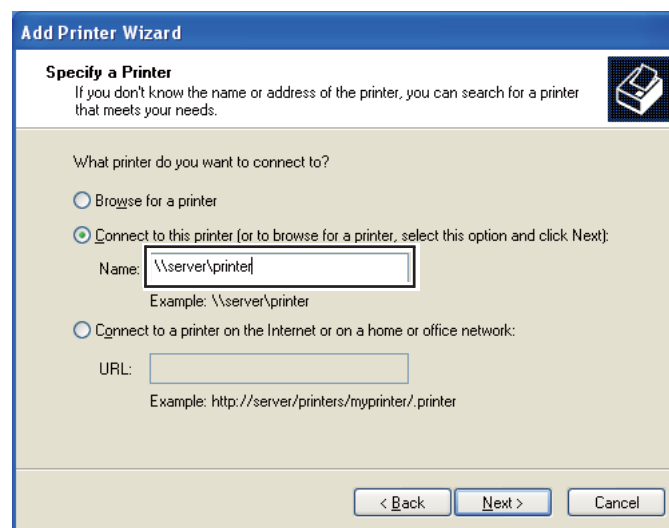 Add Printer Wizard
Specify a Printer
If you don't know the name or address of the printer, you can search for a printer
that meets your needs.
What printer do you want to connect to?
Browse for a printer
Connect to this printer (or to browse for a printer, select this option and click Next):
Name: \\server\printer
Example: \\server\printer
Connect to a printer on the Internet or on a home or office network:
URL:
Example: http://server/printers/myprinter/.printer
< Back Next > Cancel